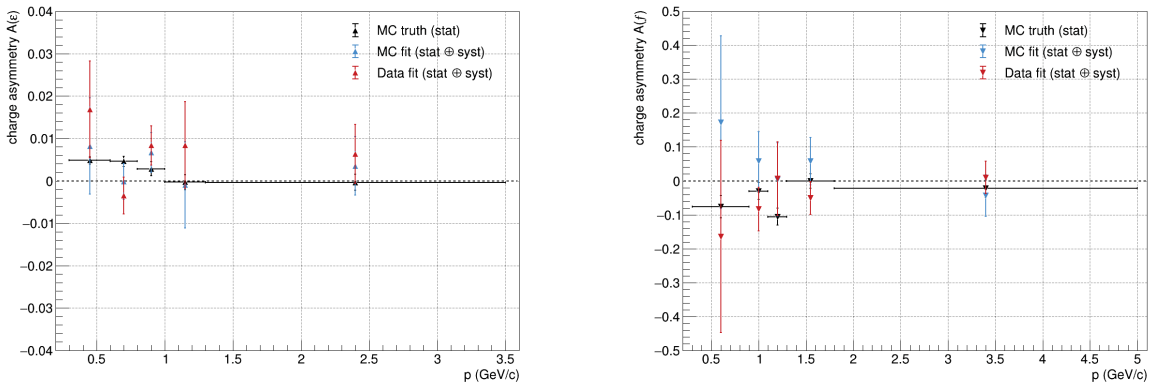 charge asymmetry A(ε)
0.04
0.03
0.02
0.01
0
−0.01
−0.02
−0.03
−0.04
MC truth (stat)
MC fit (stat ⊕ syst)
Data fit (stat ⊕ syst)
0.5 1 1.5 2 2.5 3 3.5
p (GeV/c)
charge asymmetry A(f)
0.5
0.4
0.3
0.2
0.1
0
−0.1
−0.2
−0.3
−0.4
−0.5
MC truth (stat)
MC fit (stat ⊕ syst)
Data fit (stat ⊕ syst)
0.5 1 1.5 2 2.5 3 3.5 4 4.5 5
p (GeV/c)